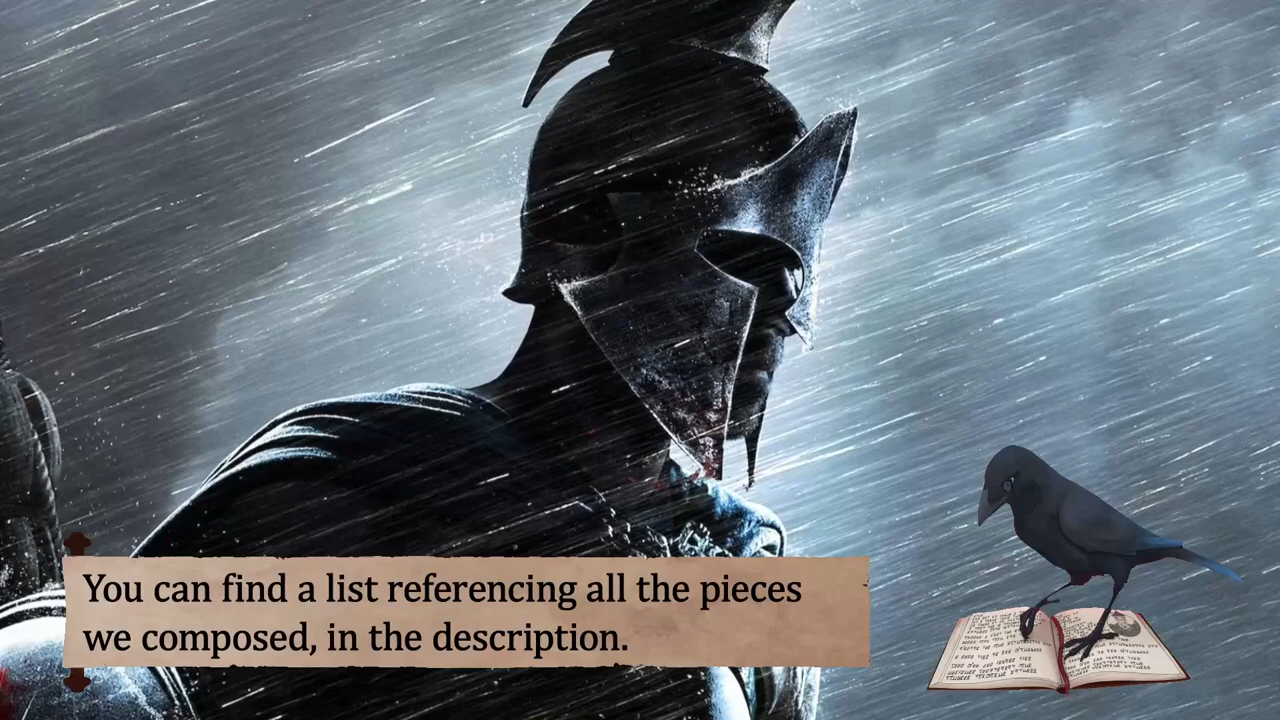 You can find a list referencing all the pieces
we composed, in the description.